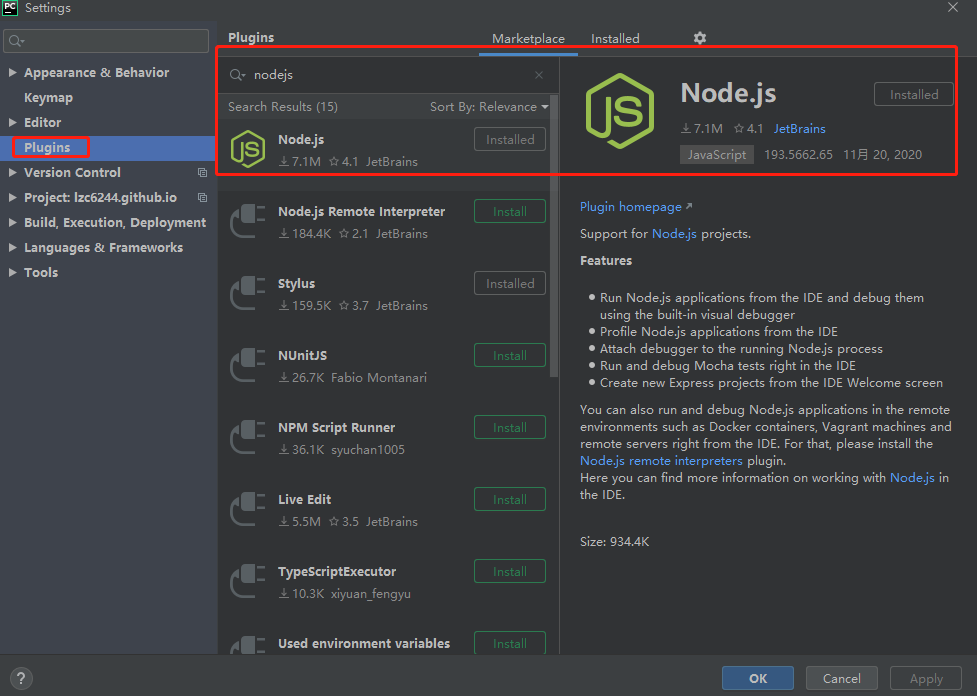 PC
Settings
Plugins
Marketplace
Installed
Appearance & Behavior
Keymap
Editor
Plugins
Version Control
Project: lzc6244.github.io
Build, Execution, Deployment
Languages & Frameworks
Tools
nodejs
Search Results (15)
Sort By: Relevance
JS
Node.js
Installed
7.1M 4.1 JetBrains
Node.js Remote Interpreter
Install
184.4K 2.1 JetBrains
Stylus
Installed
159.5K 3.7 JetBrains
NUnitJS
Install
26.7K Fabio Montanari
NPM Script Runner
Install
36.1K syuchan1005
Live Edit
Install
5.5M 3.5 JetBrains
TypeScriptExecutor
Install
10.3K xiyuan_fengyu
Used environment variables
Install
JS
Node.js
Installed
7.1M 4.1 JetBrains
JavaScript 193.5662.65 11月 20, 2020
Plugin homepage
Support for Node.js projects.
Features
Run Node.js applications from the IDE and debug them
using the built-in visual debugger
Profile Node.js applications from the IDE
Attach debugger to the running Node.js process
Run and debug Mocha tests right in the IDE
Create new Express projects from the IDE Welcome screen
You can also run and debug Node.js applications in the remote
environments such as Docker containers, Vagrant machines and
remote servers right from the IDE. For that, please install the
Node.js remote interpreters plugin.
Here you can find more information on working with Node.js in
the IDE.
Size: 934.4K
?
OK
Cancel
Apply